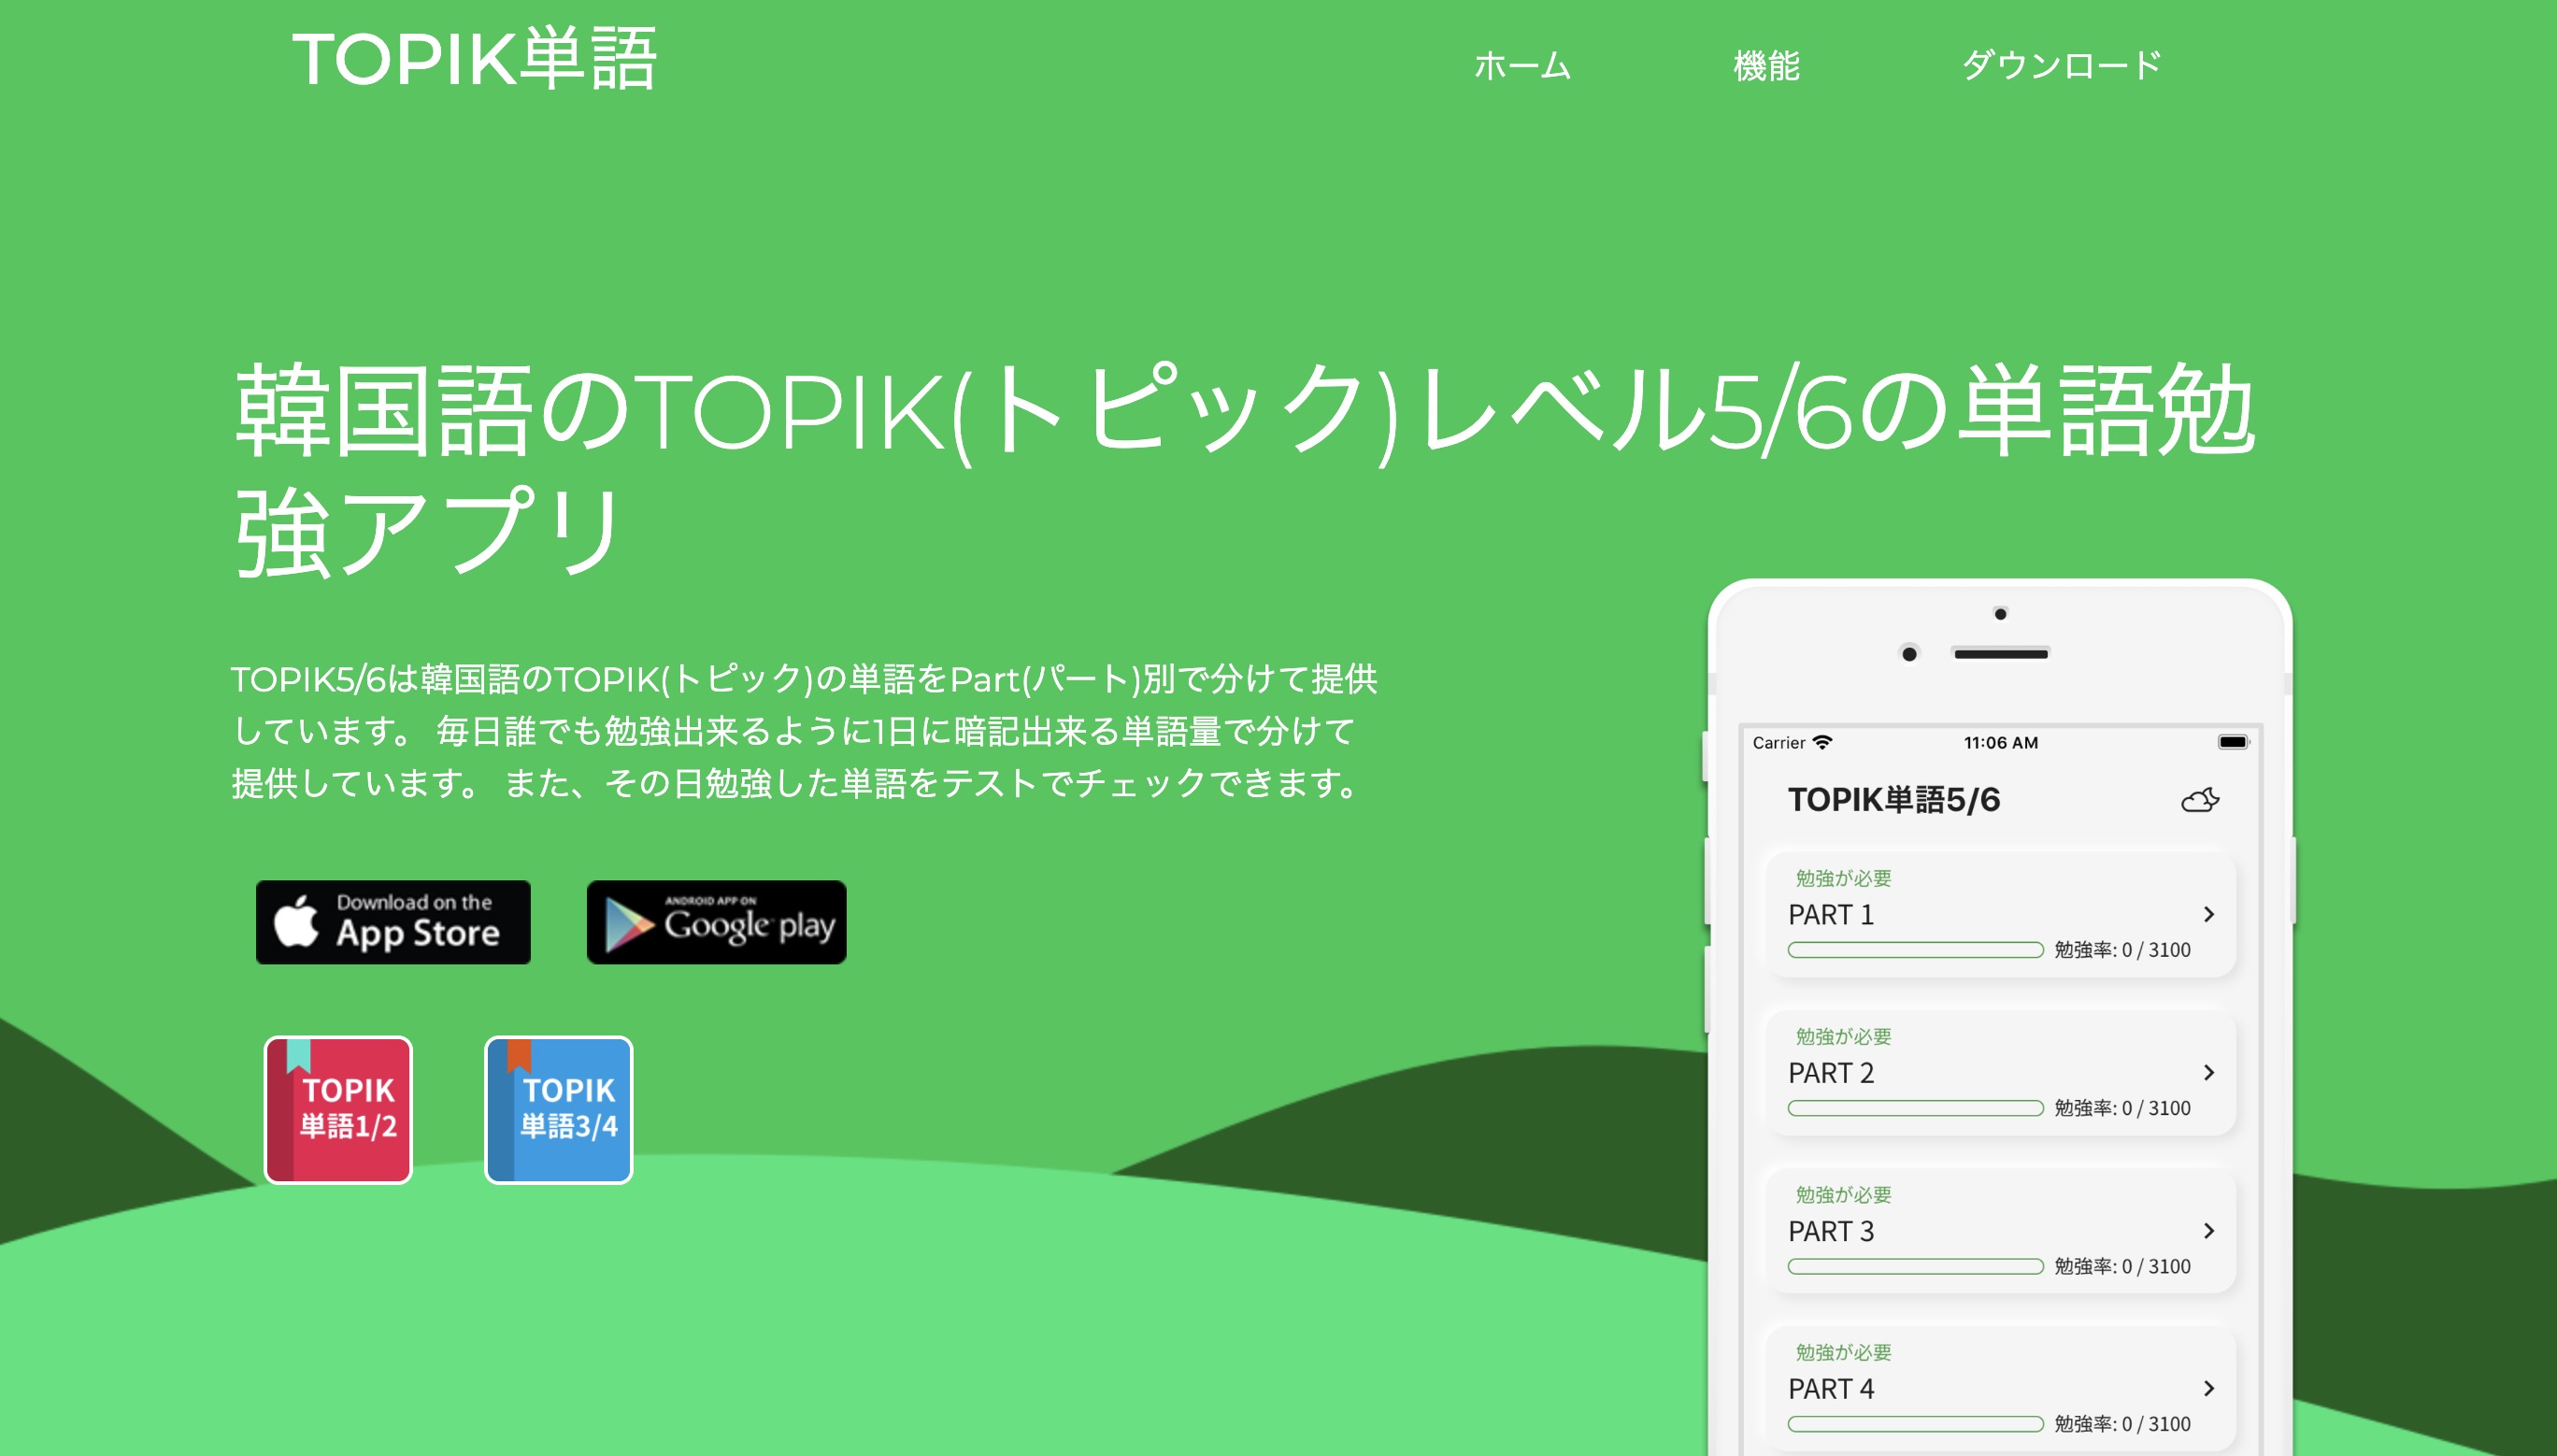 TOPIK単語
ホーム 機能 ダウンロード
韓国語のTOPIK(トピック)レベル5/6の単語勉
強アプリ
TOPIK5/6は韓国語のTOPIK(トピック)の単語をPart(パート)別で分けて提供
しています。 毎日誰でも勉強出来るように1日に暗記出来る単語量で分けて
提供しています。 また、その日勉強した単語をテストでチェックできます。
Download on the
App Store
ANDROID APP ON
Google play
TOPIK
単語1/2
TOPIK
単語3/4
Carrier 11:06 AM
TOPIK単語5/6
勉強が必要
PART 1
勉強率: 0 / 3100
勉強が必要
PART 2
勉強率: 0 / 3100
勉強が必要
PART 3
勉強率: 0 / 3100
勉強が必要
PART 4
勉強率: 0 / 3100